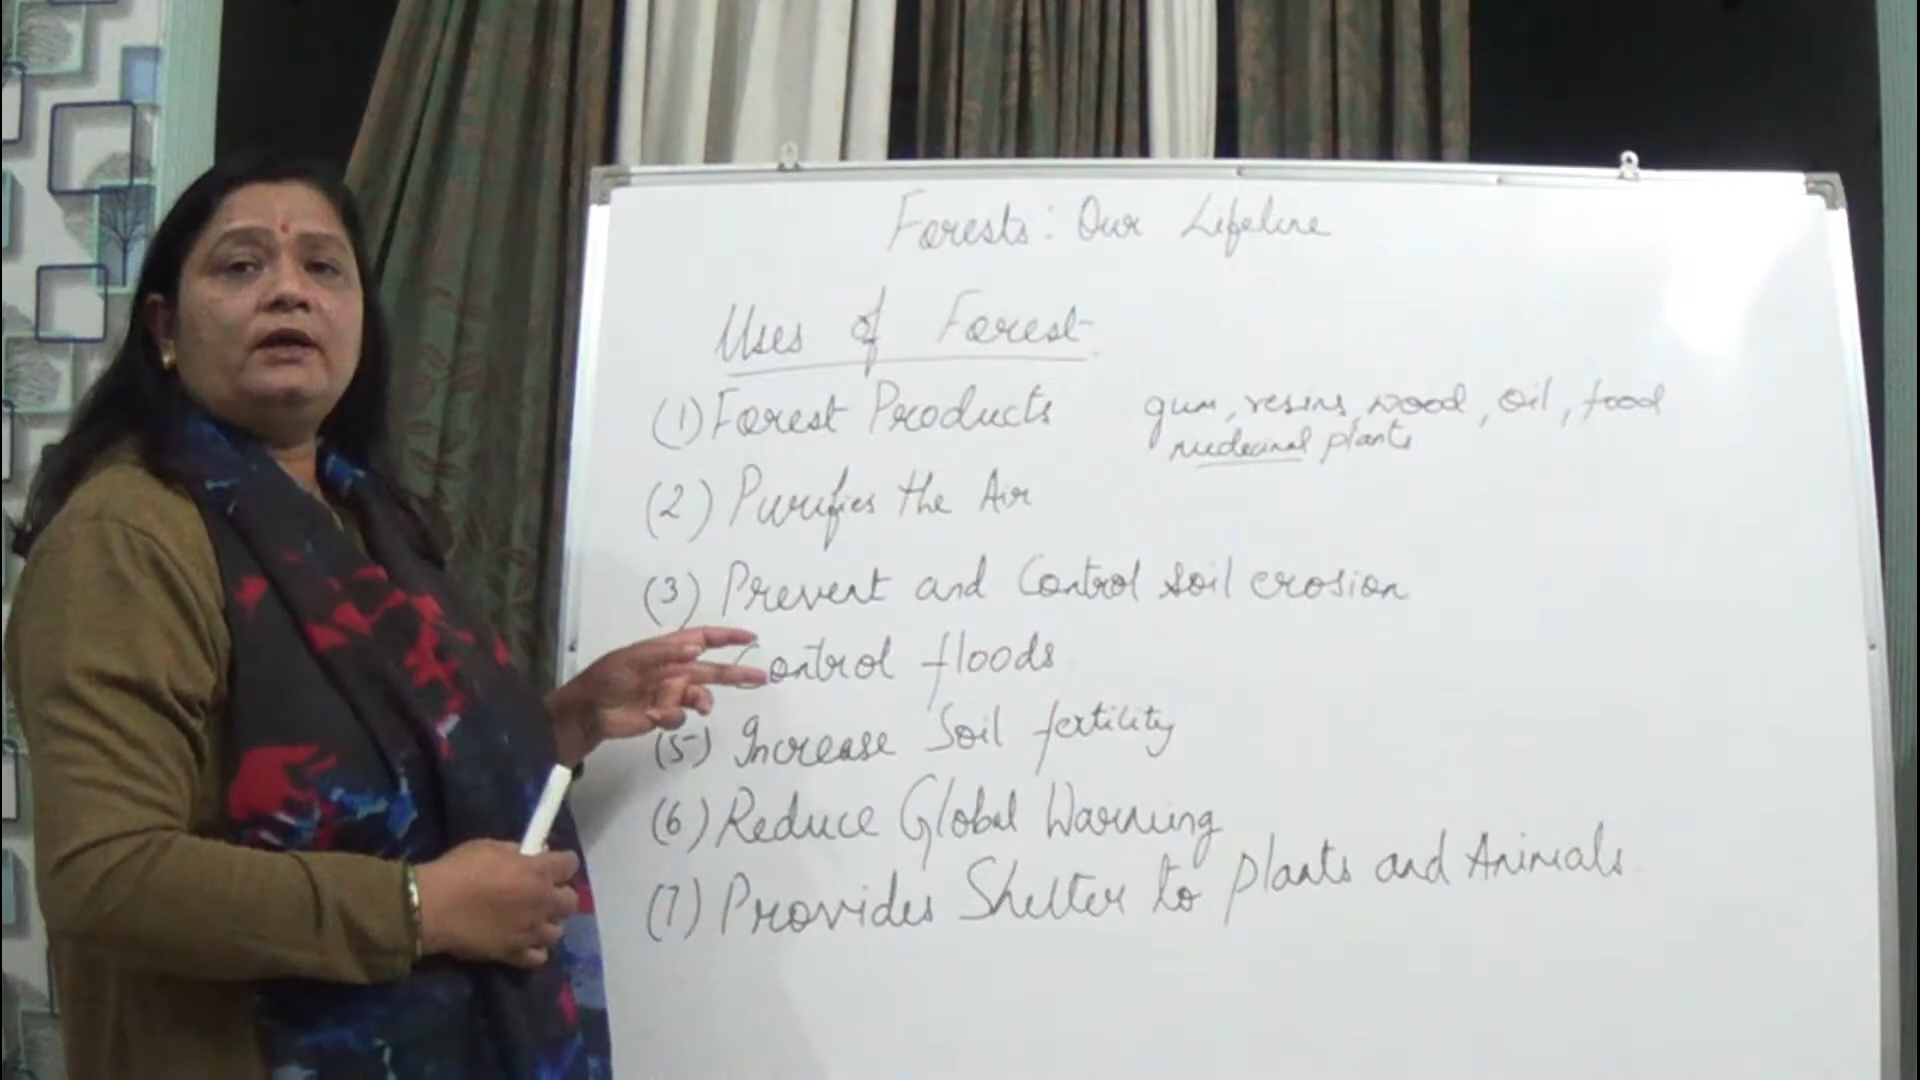 Forests: Our Lifeline
Uses of Forest
(1) Forest Products gum, resins, wood, oil, food
medicinal plants
(2) Purifies the Air
(3) Prevent and Control soil erosion
Control floods
(5) Increase Soil fertility
(6) Reduce Global Warming
(7) Provides Shelter to plants and Animals.